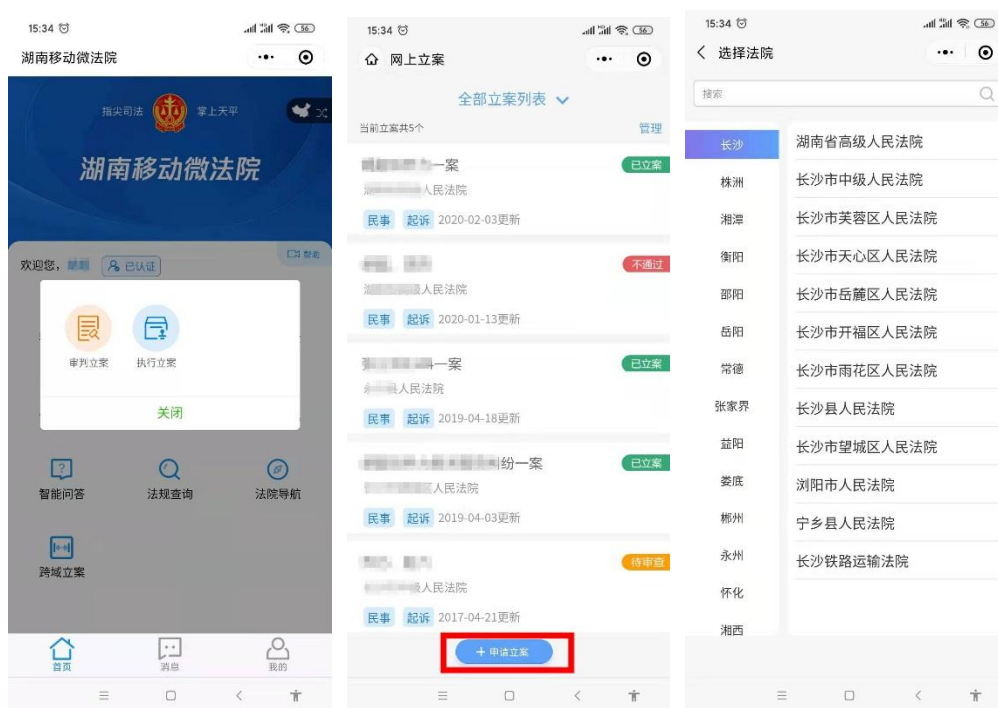 15:34
56
湖南移动微法院
指尖司法
掌上天平
湖南移动微法院
欢迎您,
已认证
审判立案
执行立案
关闭
智能问答
法规查询
法院导航
跨域立案
首页
消息
我的
15:34
56
网上立案
全部立案列表
当前立案共5个
管理
一案
已立案
人民法院
民事 起诉 2020-02-03更新
不通过
人民法院
民事 起诉 2020-01-13更新
一案
已立案
人民法院
民事 起诉 2019-04-18更新
纷一案
已立案
人民法院
民事 起诉 2019-04-03更新
待审查
人民法院
民事 起诉 2017-04-21更新
+ 申请立案
15:34
56
选择法院
搜索
长沙
株洲
湘潭
衡阳
邵阳
岳阳
常德
张家界
益阳
娄底
郴州
永州
怀化
湘西
湖南省高级人民法院
长沙市中级人民法院
长沙市芙蓉区人民法院
长沙市天心区人民法院
长沙市岳麓区人民法院
长沙市开福区人民法院
长沙市雨花区人民法院
长沙县人民法院
长沙市望城区人民法院
浏阳市人民法院
宁乡县人民法院
长沙铁路运输法院